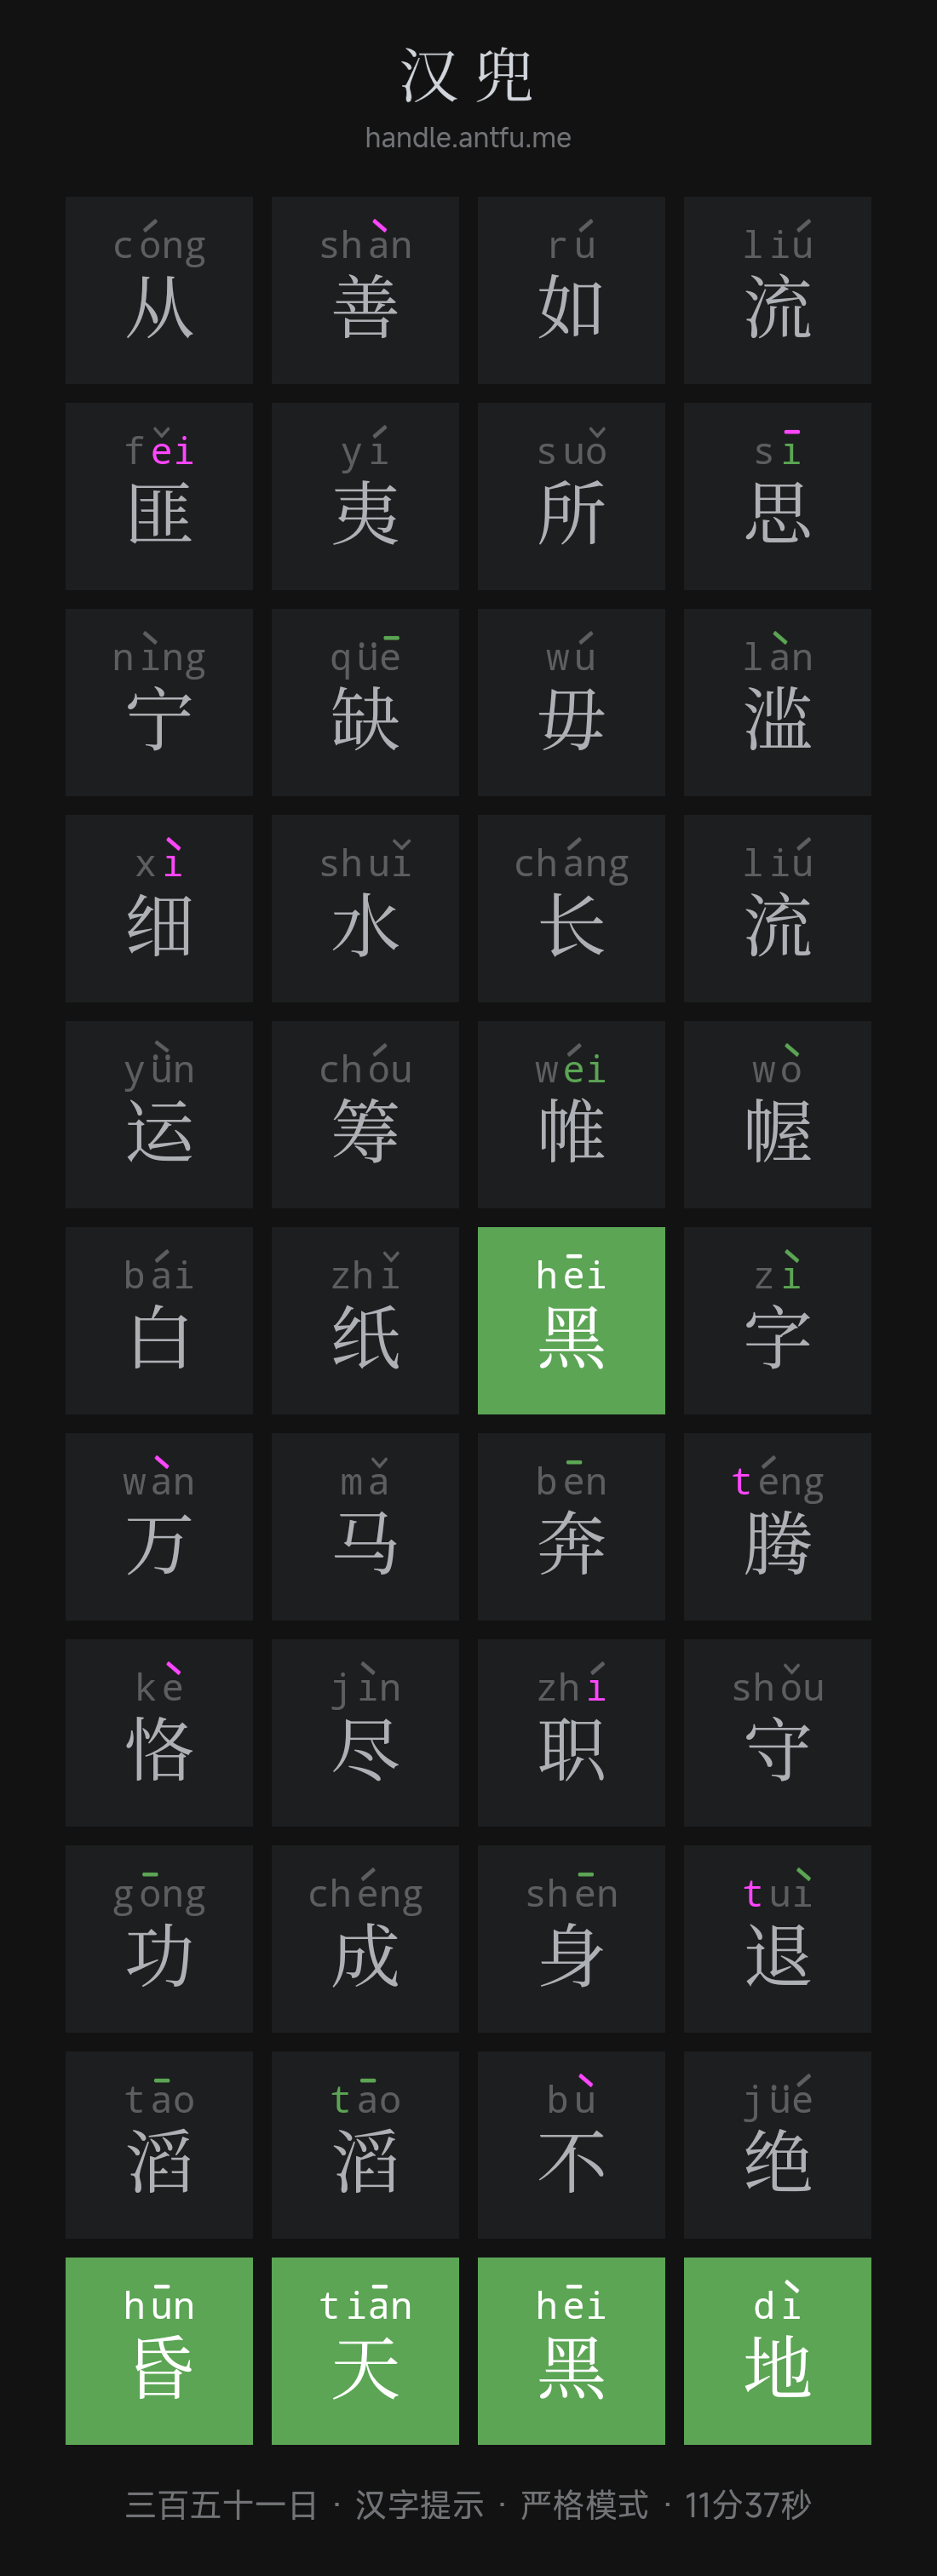 汉兜
handle.antfu.me
cóng shàn rú liú
从 善 如 流
fěi yí suǒ sī
匪 夷 所 思
nìng qüē wú làn
宁 缺 毋 滥
xì shuǐ cháng liú
细 水 长 流
yǜn chóu wéi wò
运 筹 帷 幄
bái zhǐ hēi zì
白 纸 黑 字
wàn mǎ bēn téng
万 马 奔 腾
kè jìn zhí shǒu
恪 尽 职 守
gōng chéng shēn tuì
功 成 身 退
tāo tāo bù jüé
滔 滔 不 绝
hūn tiān hēi dì
昏 天 黑 地
三百五十一日 · 汉字提示 · 严格模式 · 11分37秒